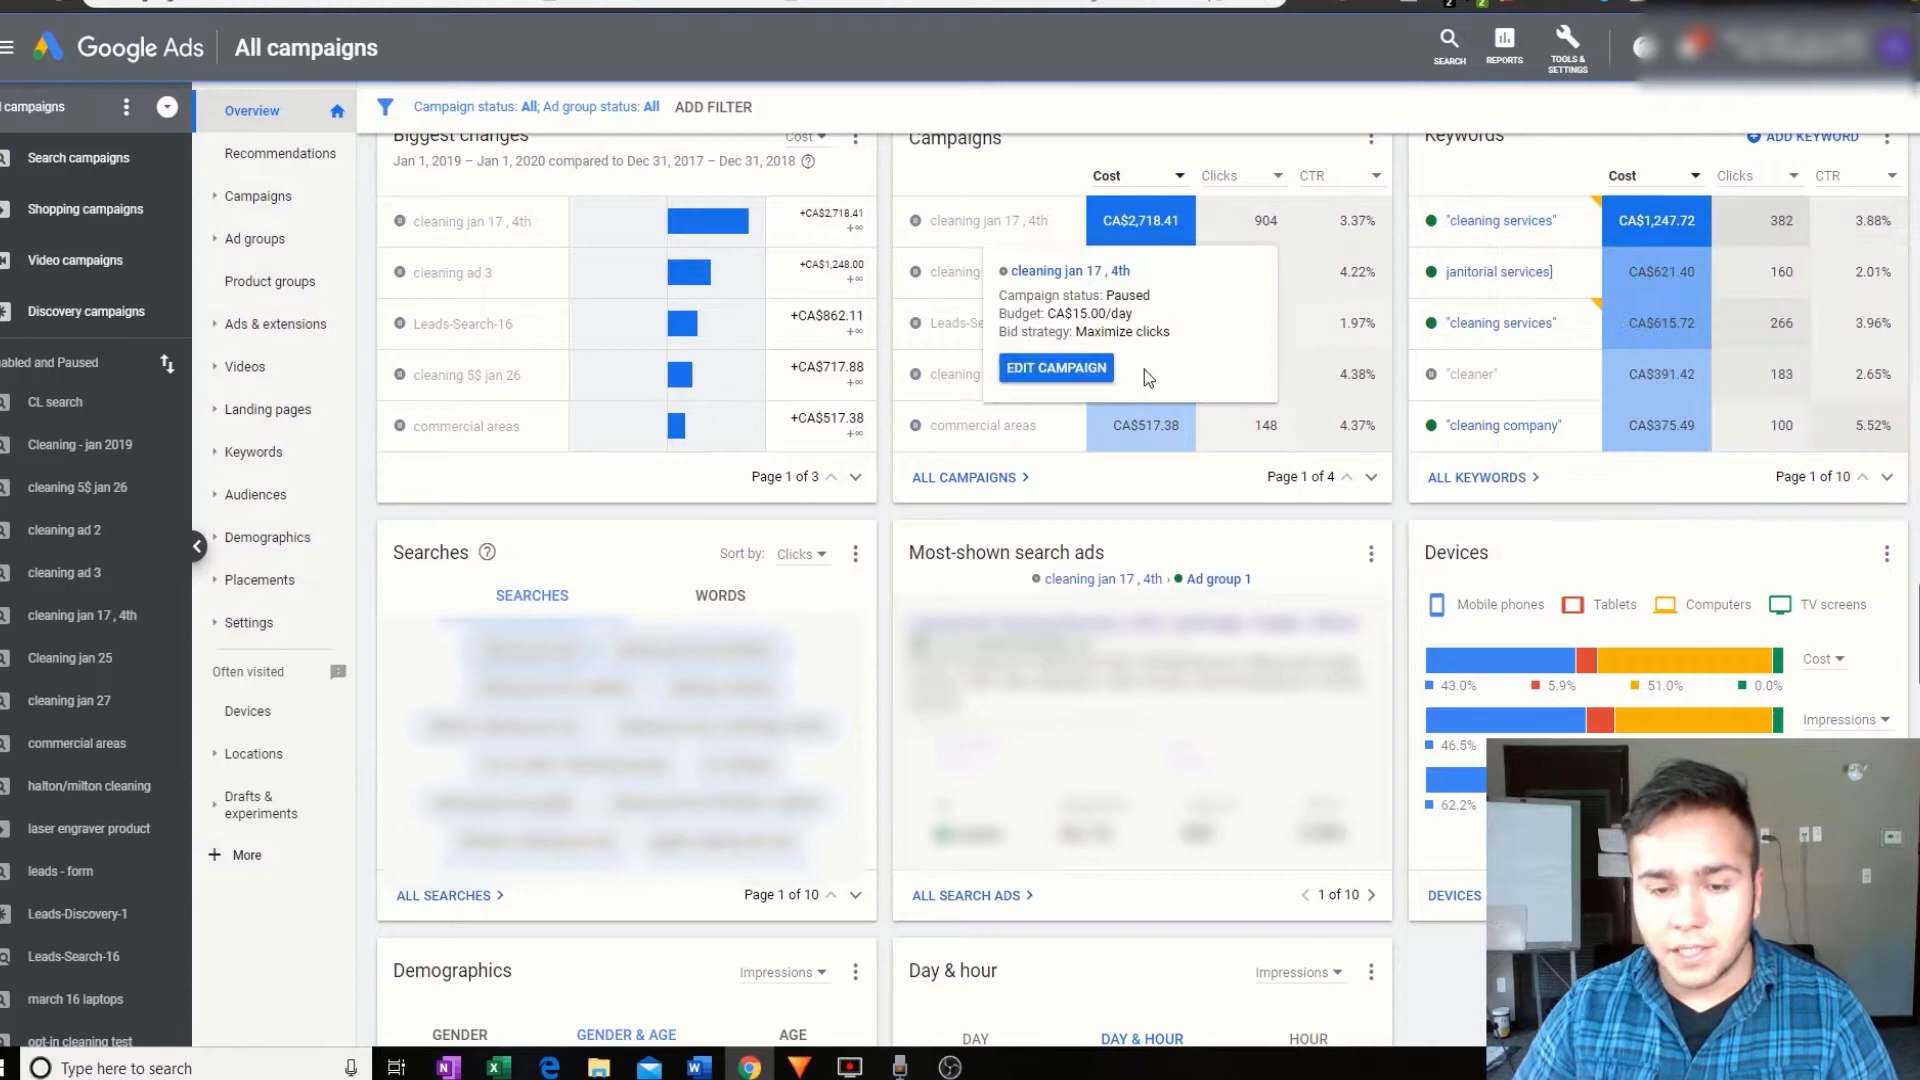 Google Ads
All campaigns
SEARCH
REPORTS
TOOLS & SETTINGS
l campaigns
Search campaigns
Shopping campaigns
Video campaigns
Discovery campaigns
abled and Paused
CL search
Cleaning - jan 2019
cleaning 5$ jan 26
cleaning ad 2
cleaning ad 3
cleaning jan 17 , 4th
Cleaning jan 25
cleaning jan 27
commercial areas
halton/milton cleaning
laser engraver product
leads - form
Leads-Discovery-1
Leads-Search-16
march 16 laptops
opt-in cleaning test
Overview
Recommendations
Campaigns
Ad groups
Product groups
Ads & extensions
Videos
Landing pages
Keywords
Audiences
Demographics
Placements
Settings
Often visited
Devices
Locations
Drafts &
experiments
More
Campaign status: All; Ad group status: All
ADD FILTER
Biggest changes
Cost
Jan 1, 2019 – Jan 1, 2020 compared to Dec 31, 2017 – Dec 31, 2018
cleaning jan 17 , 4th +CA$2,718.41
+∞
cleaning ad 3 +CA$1,248.00
+∞
Leads-Search-16 +CA$862.11
+∞
cleaning 5$ jan 26 +CA$717.88
+∞
commercial areas +CA$517.38
+∞
Page 1 of 3
Campaigns
Cost Clicks CTR
cleaning jan 17 , 4th CA$2,718.41 904 3.37%
cleaning 4.22%
Leads-Se 1.97%
cleaning 4.38%
commercial areas CA$517.38 148 4.37%
cleaning jan 17 , 4th
Campaign status: Paused
Budget: CA$15.00/day
Bid strategy: Maximize clicks
EDIT CAMPAIGN
ALL CAMPAIGNS
Page 1 of 4
Keywords
ADD KEYWORD
Cost Clicks CTR
"cleaning services" CA$1,247.72 382 3.88%
janitorial services] CA$621.40 160 2.01%
"cleaning services" CA$615.72 266 3.96%
"cleaner" CA$391.42 183 2.65%
"cleaning company" CA$375.49 100 5.52%
ALL KEYWORDS
Page 1 of 10
Searches
Sort by: Clicks
SEARCHES
WORDS
ALL SEARCHES
Page 1 of 10
Most-shown search ads
cleaning jan 17 , 4th › Ad group 1
ALL SEARCH ADS
1 of 10
Devices
Mobile phones Tablets Computers TV screens
Cost
43.0% 5.9% 51.0% 0.0%
Impressions
46.5%
62.2%
DEVICES
Demographics
Impressions
GENDER
GENDER & AGE
AGE
Day & hour
Impressions
DAY
DAY & HOUR
HOUR
Type here to search